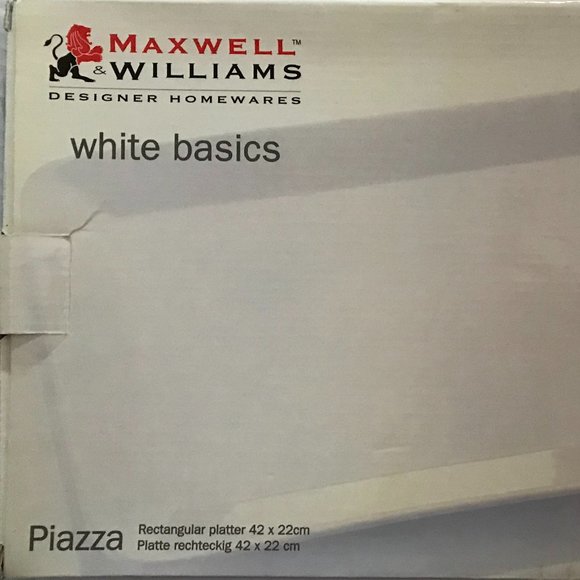 MAXWELL™
& WILLIAMS
DESIGNER HOMEWARES
white basics
Piazza
Rectangular platter 42 x 22cm
Platte rechteckig 42 x 22 cm